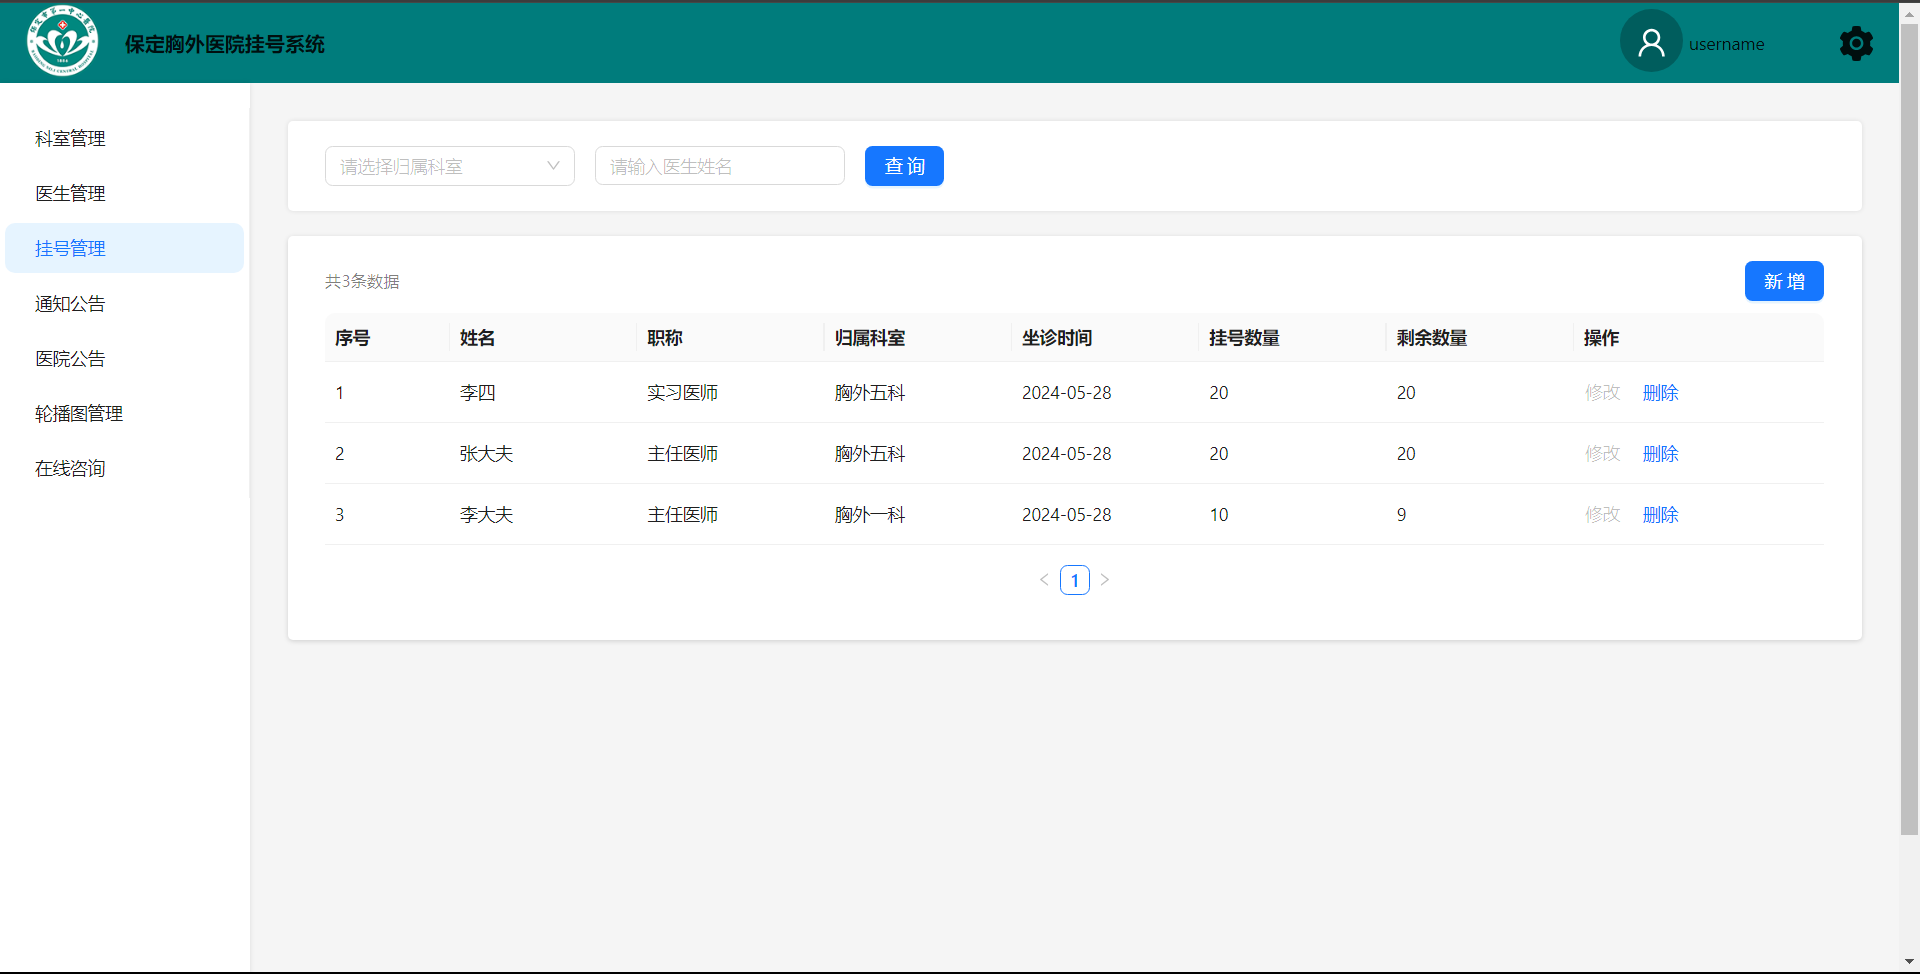 保定胸外医院挂号系统
username
科室管理
医生管理
挂号管理
通知公告
医院公告
轮播图管理
在线咨询
请选择归属科室 请输入医生姓名 查 询
共3条数据 新 增
序号 姓名 职称 归属科室 坐诊时间 挂号数量 剩余数量 操作
1 李四 实习医师 胸外五科 2024-05-28 20 20 修改 删除
2 张大夫 主任医师 胸外五科 2024-05-28 20 20 修改 删除
3 李大夫 主任医师 胸外一科 2024-05-28 10 9 修改 删除
1